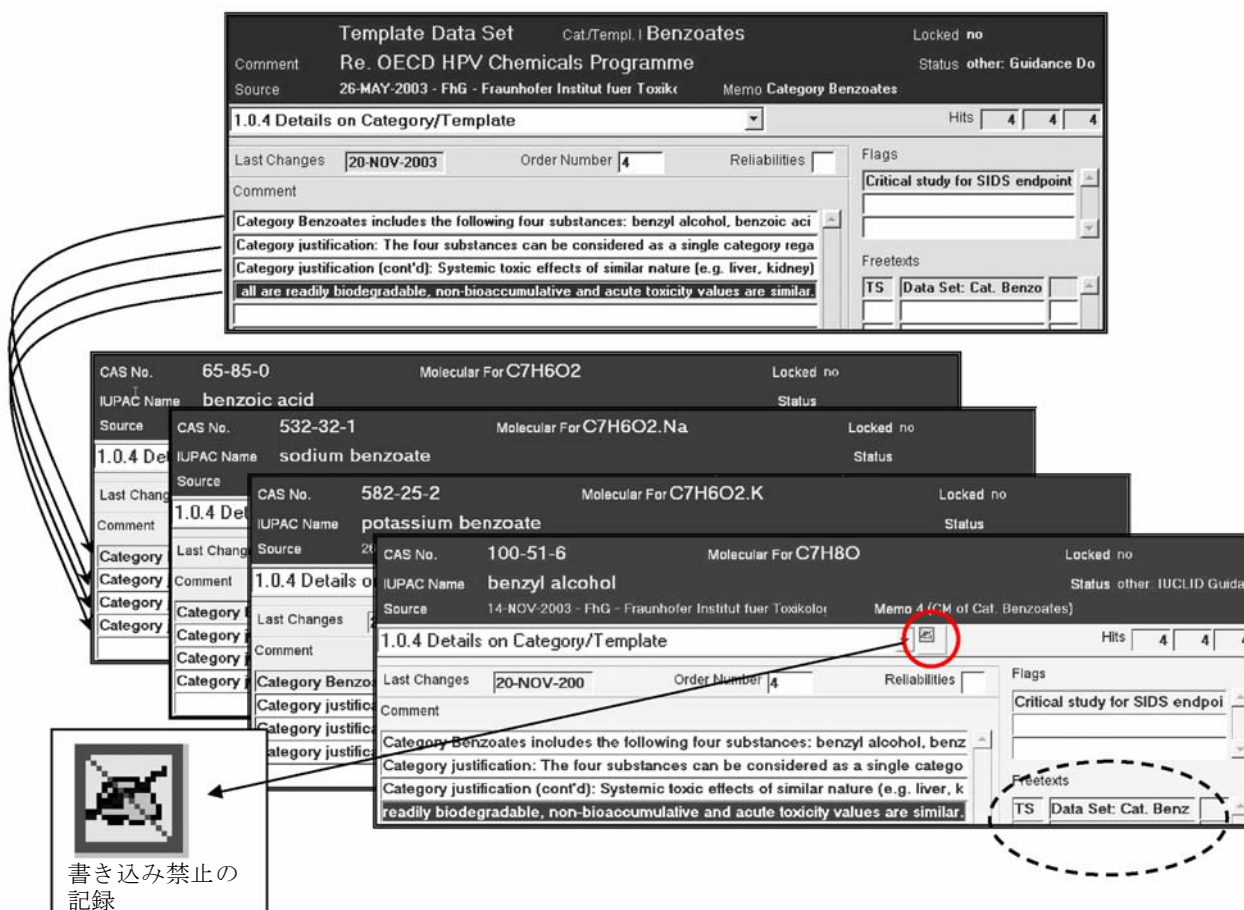 Template Data Set Cat./Templ. I Benzoates Locked no
Comment Re. OECD HPV Chemicals Programme Status other: Guidance Do
Source 26-MAY-2003 - FhG - Fraunhofer Institut fuer Toxik Memo Category Benzoates
1.0.4 Details on Category/Template Hits 4 4 4
Last Changes 20-NOV-2003 Order Number 4 Reliabilities Flags
Critical study for SIDS endpoint
Comment
Category Benzoates includes the following four substances: benzyl alcohol, benzoic aci
Category justification: The four substances can be considered as a single category rega
Category justification (cont'd): Systemic toxic effects of similar nature (e.g. liver, kidney)
all are readily biodegradable, non-bioaccumulative and acute toxicity values are similar.
Freetexts
TS Data Set: Cat. Benzo
CAS No. 65-85-0 Molecular For C7H6O2 Locked no
IUPAC Name benzoic acid Status
Source
1.0.4 Det
Last Chang
Comment
Category
Category
Category
Category
CAS No. 532-32-1 Molecular For C7H6O2.Na Locked no
IUPAC Name sodium benzoate Status
Source
1.0.4 Det
Last Chang
Comment
Category B
Category j
Category j
Category j
CAS No. 582-25-2 Molecular For C7H6O2.K Locked no
IUPAC Name potassium benzoate Status
Source 26
1.0.4 Details o
Last Changes 2
Comment
Category Benzo
Category justific
Category justific
Category justific
CAS No. 100-51-6 Molecular For C7H8O Locked no
IUPAC Name benzyl alcohol Status other: IUCLID Guida
Source 14-NOV-2003 - FhG - Fraunhofer Institut fuer Toxikolo Memo 4 (CM of Cat. Benzoates)
1.0.4 Details on Category/Template Hits 4 4 4
Last Changes 20-NOV-200 Order Number 4 Reliabilities Flags
Critical study for SIDS endpoi
Comment
Category Benzoates includes the following four substances: benzyl alcohol, benz
Category justification: The four substances can be considered as a single catego
Category justification (cont'd): Systemic toxic effects of similar nature (e.g. liver, k
readily biodegradable, non-bioaccumulative and acute toxicity values are similar.
Freetexts
TS Data Set: Cat. Benz
書き込み禁止の
記録